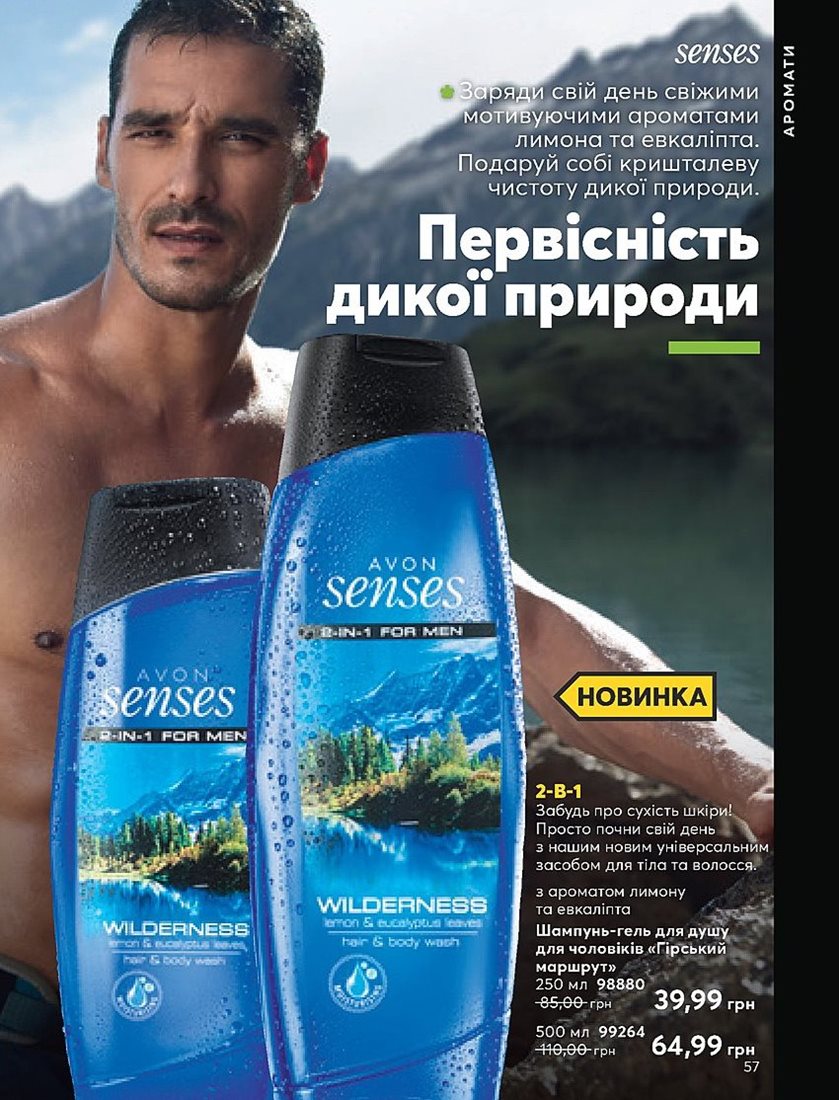 senses
АРОМАТИ
Заряди свій день свіжими
мотивуючими ароматами
лимона та евкаліпта.
Подаруй собі кришталеву
чистоту дикої природи.
Первісність
дикої природи
AVON
senses
2-IN-1 FOR MEN
WILDERNESS
lemon & eucalyptus leaves
hair & body wash
MOISTURISING
AVON
senses
2-IN-1 FOR MEN
WILDERNESS
lemon & eucalyptus leaves
hair & body wash
MOISTURISING
НОВИНКА
2-В-1
Забудь про сухість шкіри!
Просто почни свій день
з нашим новим універсальним
засобом для тіла та волосся.
з ароматом лимону
та евкаліпта
Шампунь-гель для душу
для чоловіків «Гірський
маршрут»
250 мл 98880
85,00 грн 39,99 грн
500 мл 99264
110,00 грн 64,99 грн
57